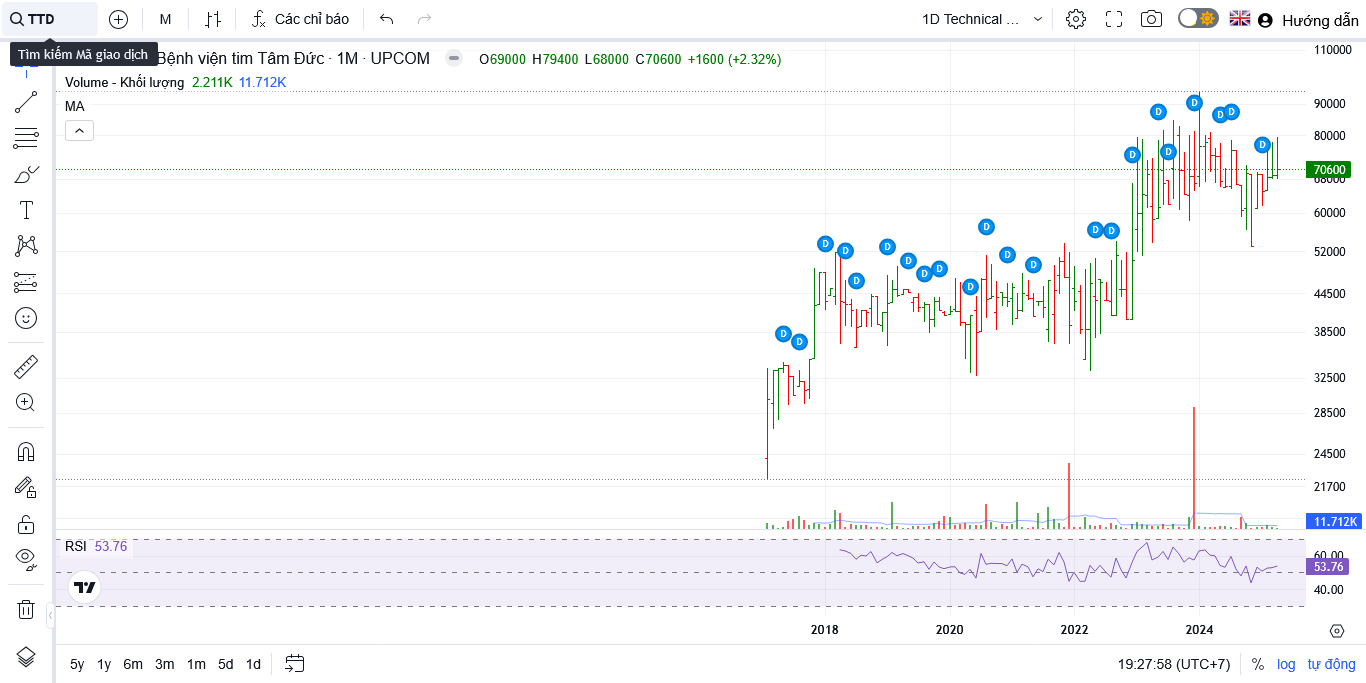 TTD
M
Các chỉ báo
1D Technical ...
Hướng dẫn
Tìm kiếm Mã giao dịch
Bệnh viện tim Tâm Đức · 1M · UPCOM
O69000 H79400 L68000 C70600 +1600 (+2.32%)
Volume - Khối lượng 2.211K 11.712K
MA
110000
90000
80000
70600
68000
60000
52000
44500
38500
32500
28500
24500
21700
11.712K
D D D D D D D D D D D D D D D D D D D D D D D
RSI 53.76
60.00
53.76
40.00
2018 2020 2022 2024
5y 1y 6m 3m 1m 5d 1d
19:27:58 (UTC+7) % log tự động